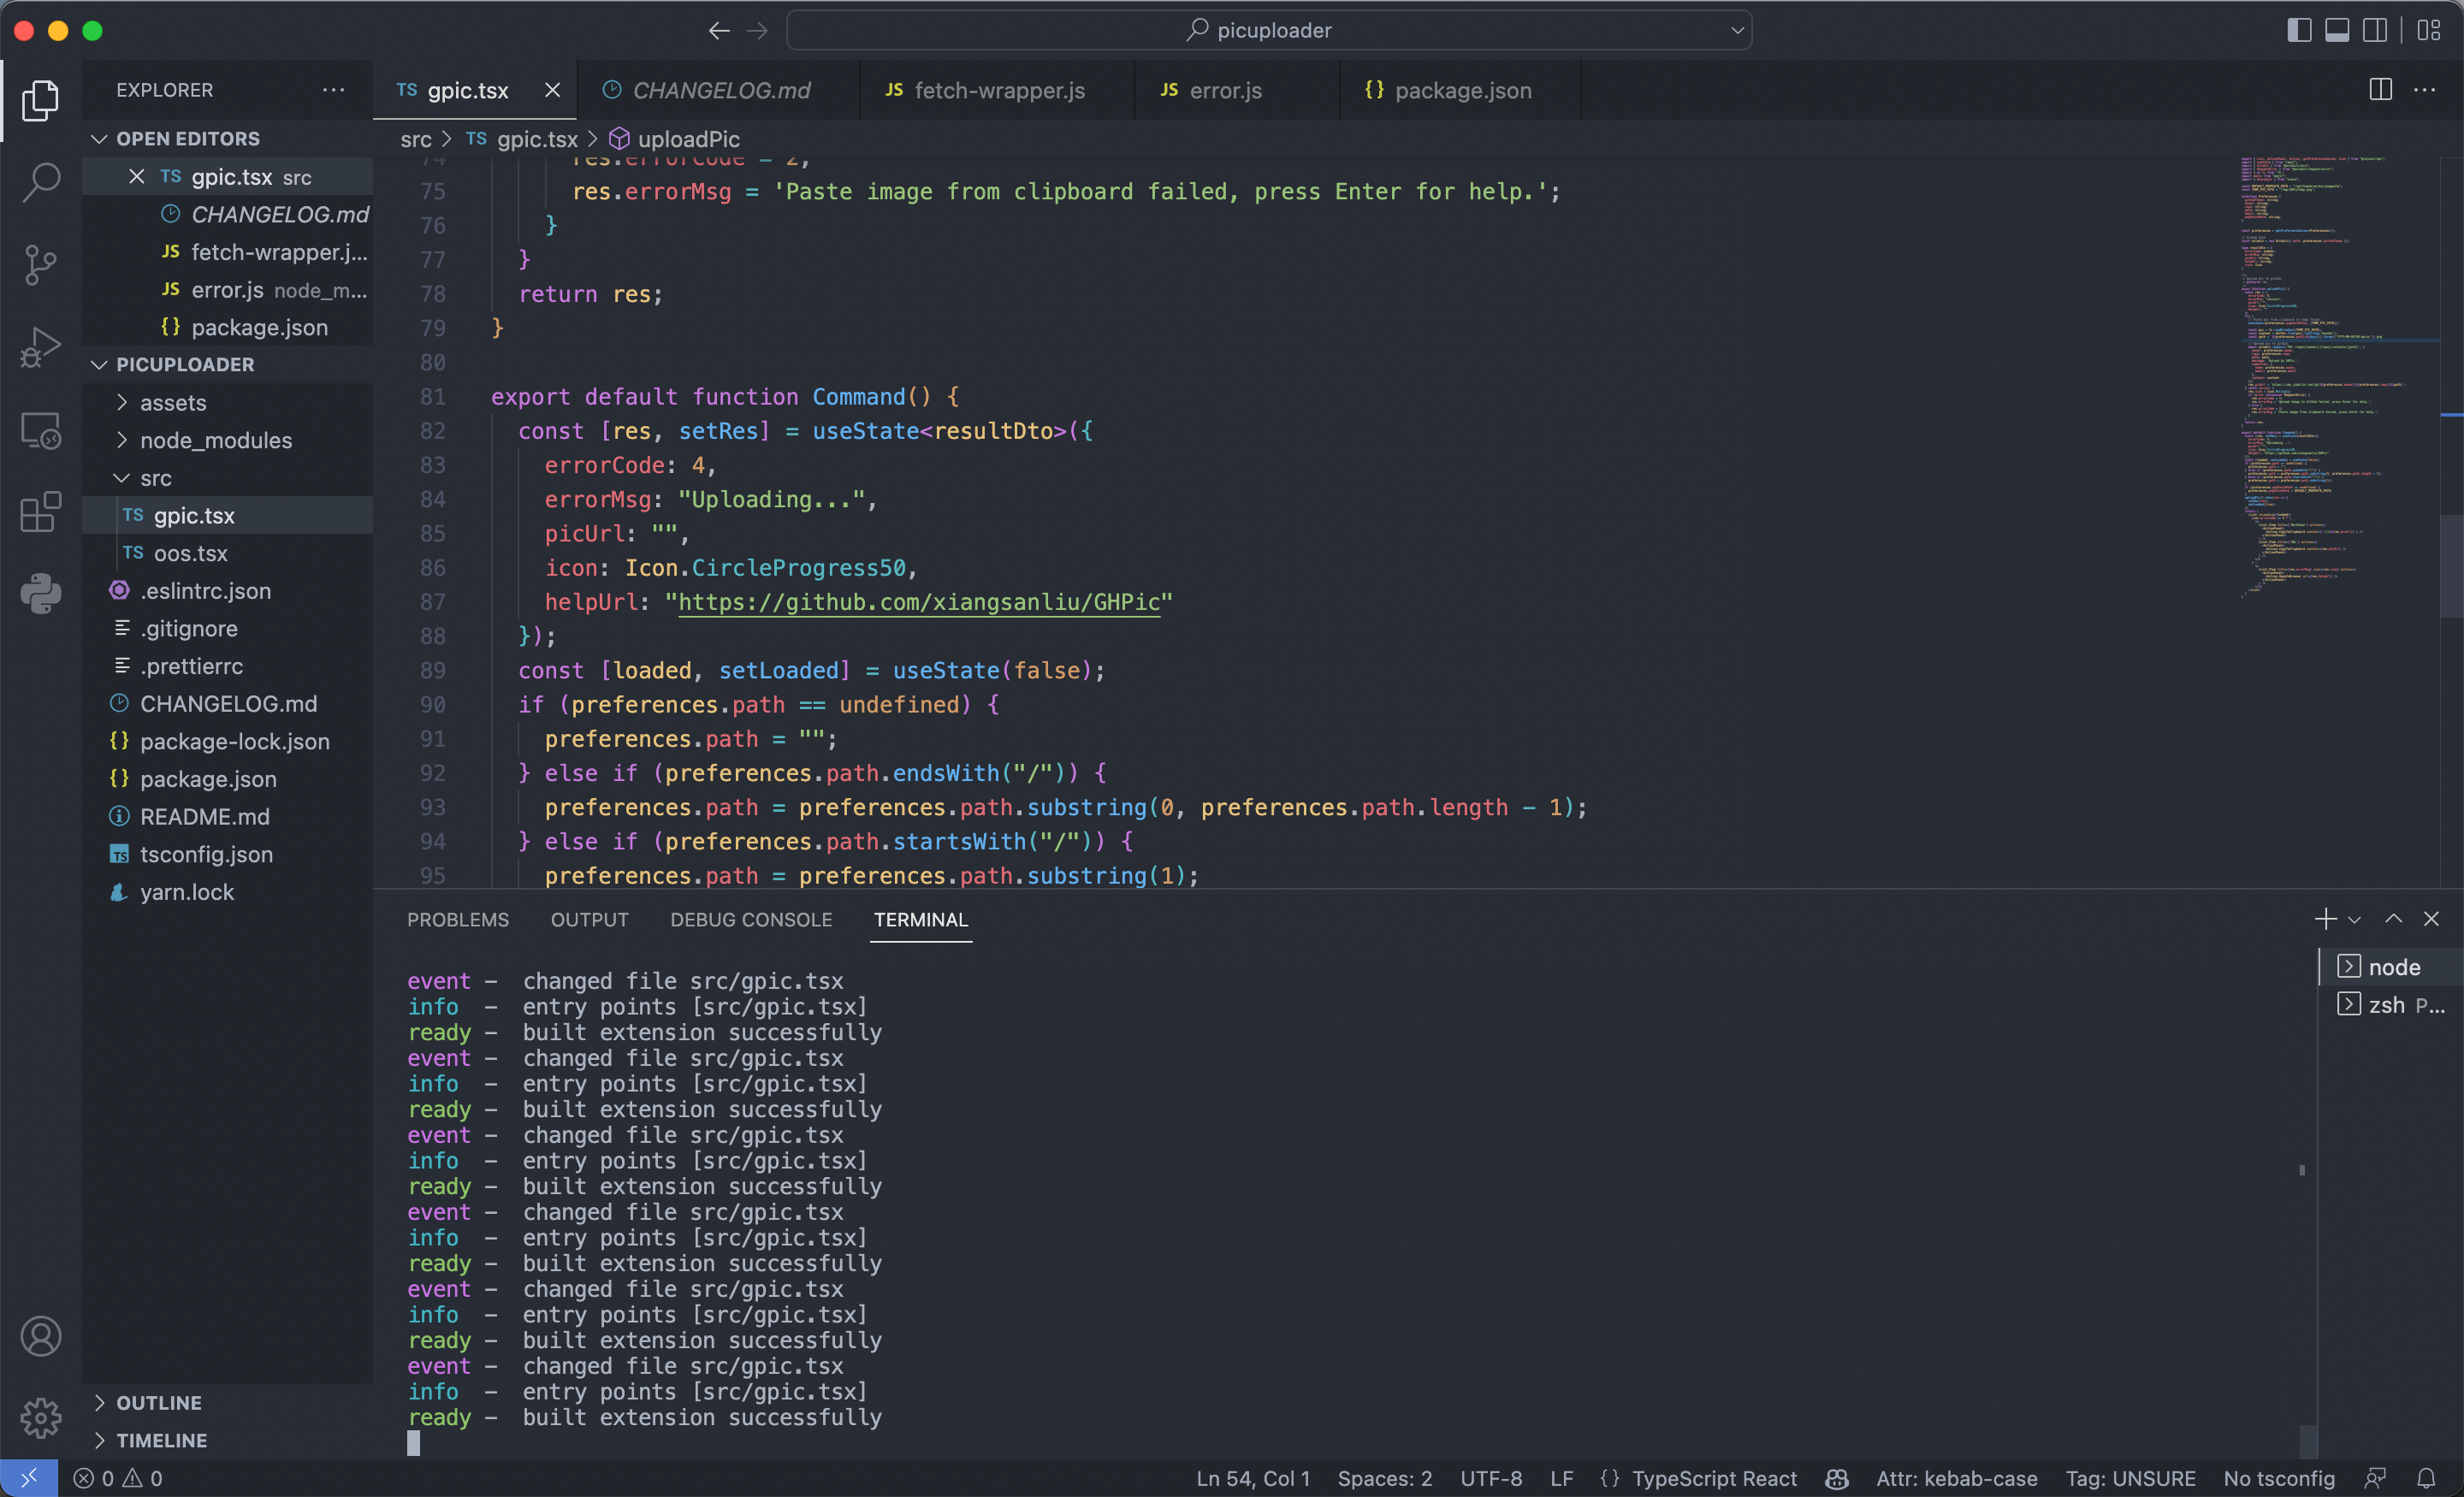 picuploader
EXPLORER
OPEN EDITORS
gpic.tsx src
CHANGELOG.md
JS fetch-wrapper.j...
JS error.js node_m...
{} package.json
PICUPLOADER
assets
node_modules
src
TS gpic.tsx
TS oos.tsx
.eslintrc.json
.gitignore
.prettierrc
CHANGELOG.md
{} package-lock.json
{} package.json
README.md
TS tsconfig.json
yarn.lock
OUTLINE
TIMELINE
TS gpic.tsx
CHANGELOG.md
JS fetch-wrapper.js
JS error.js
{} package.json
src > TS gpic.tsx > uploadPic
74 res.errorCode = 2,
75 res.errorMsg = 'Paste image from clipboard failed, press Enter for help.';
76 }
77 }
78 return res;
79 }
80
81 export default function Command() {
82 const [res, setRes] = useState<resultDto>({
83 errorCode: 4,
84 errorMsg: "Uploading...",
85 picUrl: "",
86 icon: Icon.CircleProgress50,
87 helpUrl: "https://github.com/xiangsanliu/GHPic"
88 });
89 const [loaded, setLoaded] = useState(false);
90 if (preferences.path == undefined) {
91 preferences.path = "";
92 } else if (preferences.path.endsWith("/")) {
93 preferences.path = preferences.path.substring(0, preferences.path.length - 1);
94 } else if (preferences.path.startsWith("/")) {
95 preferences.path = preferences.path.substring(1);
PROBLEMS OUTPUT DEBUG CONSOLE TERMINAL
event - changed file src/gpic.tsx
info - entry points [src/gpic.tsx]
ready - built extension successfully
event - changed file src/gpic.tsx
info - entry points [src/gpic.tsx]
ready - built extension successfully
event - changed file src/gpic.tsx
info - entry points [src/gpic.tsx]
ready - built extension successfully
event - changed file src/gpic.tsx
info - entry points [src/gpic.tsx]
ready - built extension successfully
event - changed file src/gpic.tsx
info - entry points [src/gpic.tsx]
ready - built extension successfully
event - changed file src/gpic.tsx
info - entry points [src/gpic.tsx]
ready - built extension successfully
node
zsh P...
0 0
Ln 54, Col 1 Spaces: 2 UTF-8 LF {} TypeScript React Attr: kebab-case Tag: UNSURE No tsconfig